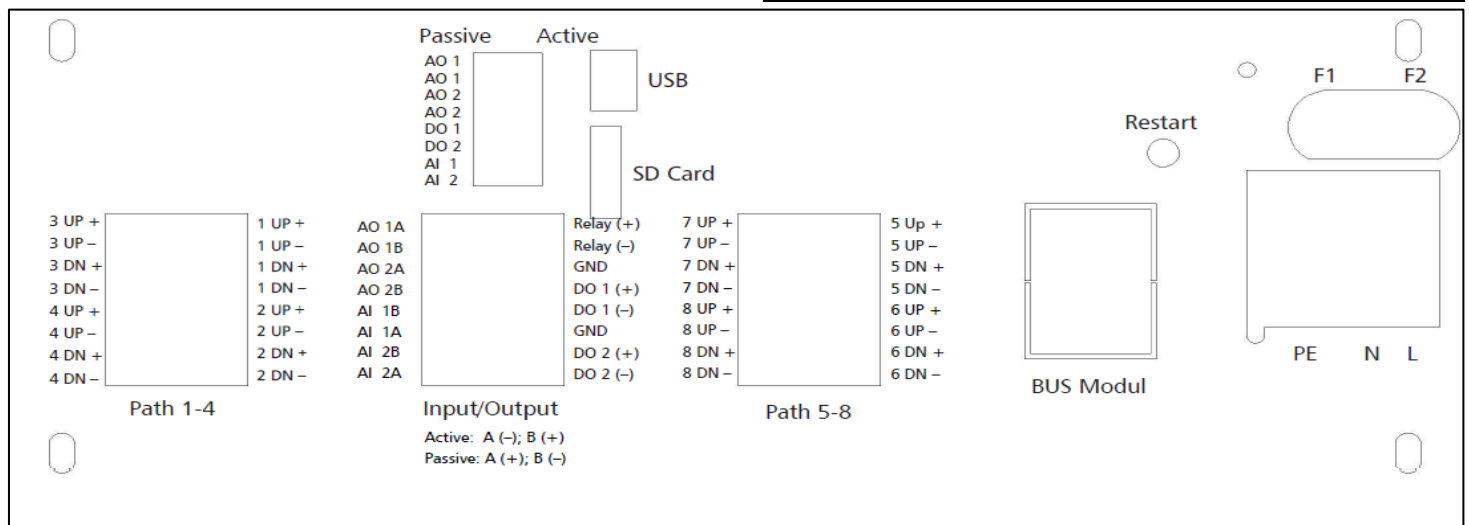 Passive Active
AO 1
AO 1
AO 2
AO 2
DO 1
DO 2
AI 1
AI 2
USB
SD Card
Restart
F1 F2
3 UP +
3 UP –
3 DN +
3 DN –
4 UP +
4 UP –
4 DN +
4 DN –
1 UP +
1 UP –
1 DN +
1 DN –
2 UP +
2 UP –
2 DN +
2 DN –
Path 1-4
AO 1A
AO 1B
AO 2A
AO 2B
AI 1B
AI 1A
AI 2B
AI 2A
Relay (+)
Relay (–)
GND
DO 1 (+)
DO 1 (–)
GND
DO 2 (+)
DO 2 (–)
Input/Output
Active: A (–); B (+)
Passive: A (+); B (–)
7 UP +
7 UP –
7 DN +
7 DN –
8 UP +
8 UP –
8 DN +
8 DN –
5 Up +
5 UP –
5 DN +
5 DN –
6 UP +
6 UP –
6 DN +
6 DN –
Path 5-8
BUS Modul
PE N L